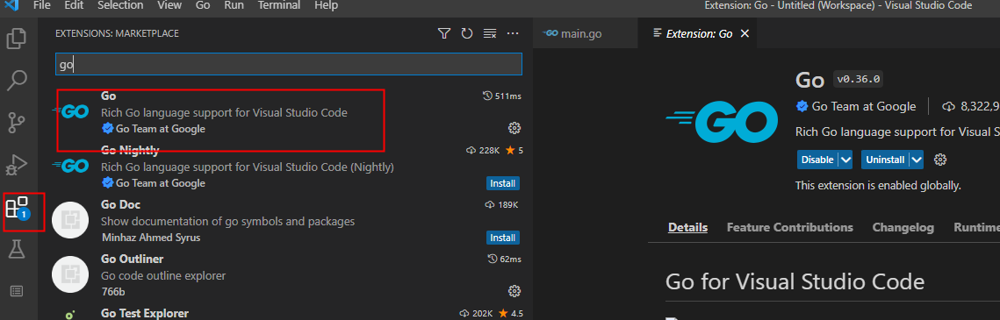 File Edit Selection View Go Run Terminal Help
Extension: Go - Untitled (Workspace) - Visual Studio Code
EXTENSIONS: MARKETPLACE
go
Go
511ms
GO
Rich Go language support for Visual Studio Code
Go Team at Google
Go Nightly
228K
5
GO
Rich Go language support for Visual Studio Code (Nightly)
Go Team at Google
Install
Go Doc
189K
Show documentation of go symbols and packages
Minhaz Ahmed Syrus
Install
Go Outliner
62ms
Go code outline explorer
766b
Go Test Explorer
202K
4.5
1
GO main.go
Extension: Go
GO
Go
v0.36.0
Go Team at Google
8,322,9
Rich Go language support for Visual S
Disable
Uninstall
This extension is enabled globally.
Details Feature Contributions Changelog Runtime
Go for Visual Studio Code